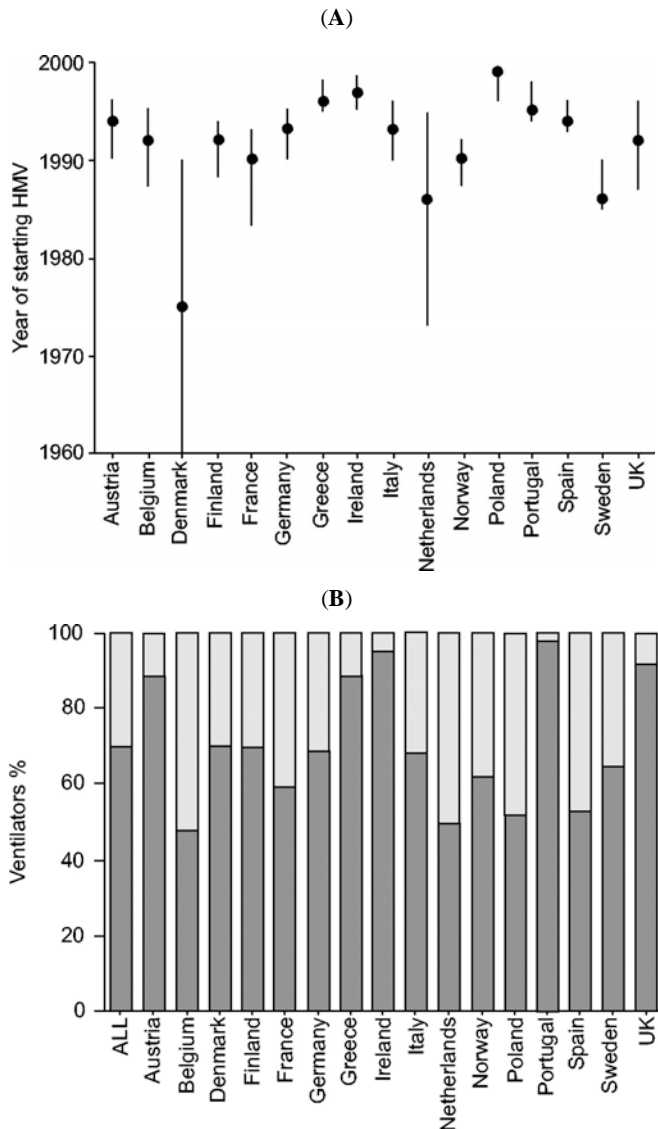 (A)
2000
1990
1980
1970
1960
Year of starting HMV
Austria
Belgium
Denmark
Finland
France
Germany
Greece
Ireland
Italy
Netherlands
Norway
Poland
Portugal
Spain
Sweden
UK
(B)
100
80
60
40
20
0
Ventilators %
ALL
Austria
Belgium
Denmark
Finland
France
Germany
Greece
Ireland
Italy
Netherlands
Norway
Poland
Portugal
Spain
Sweden
UK